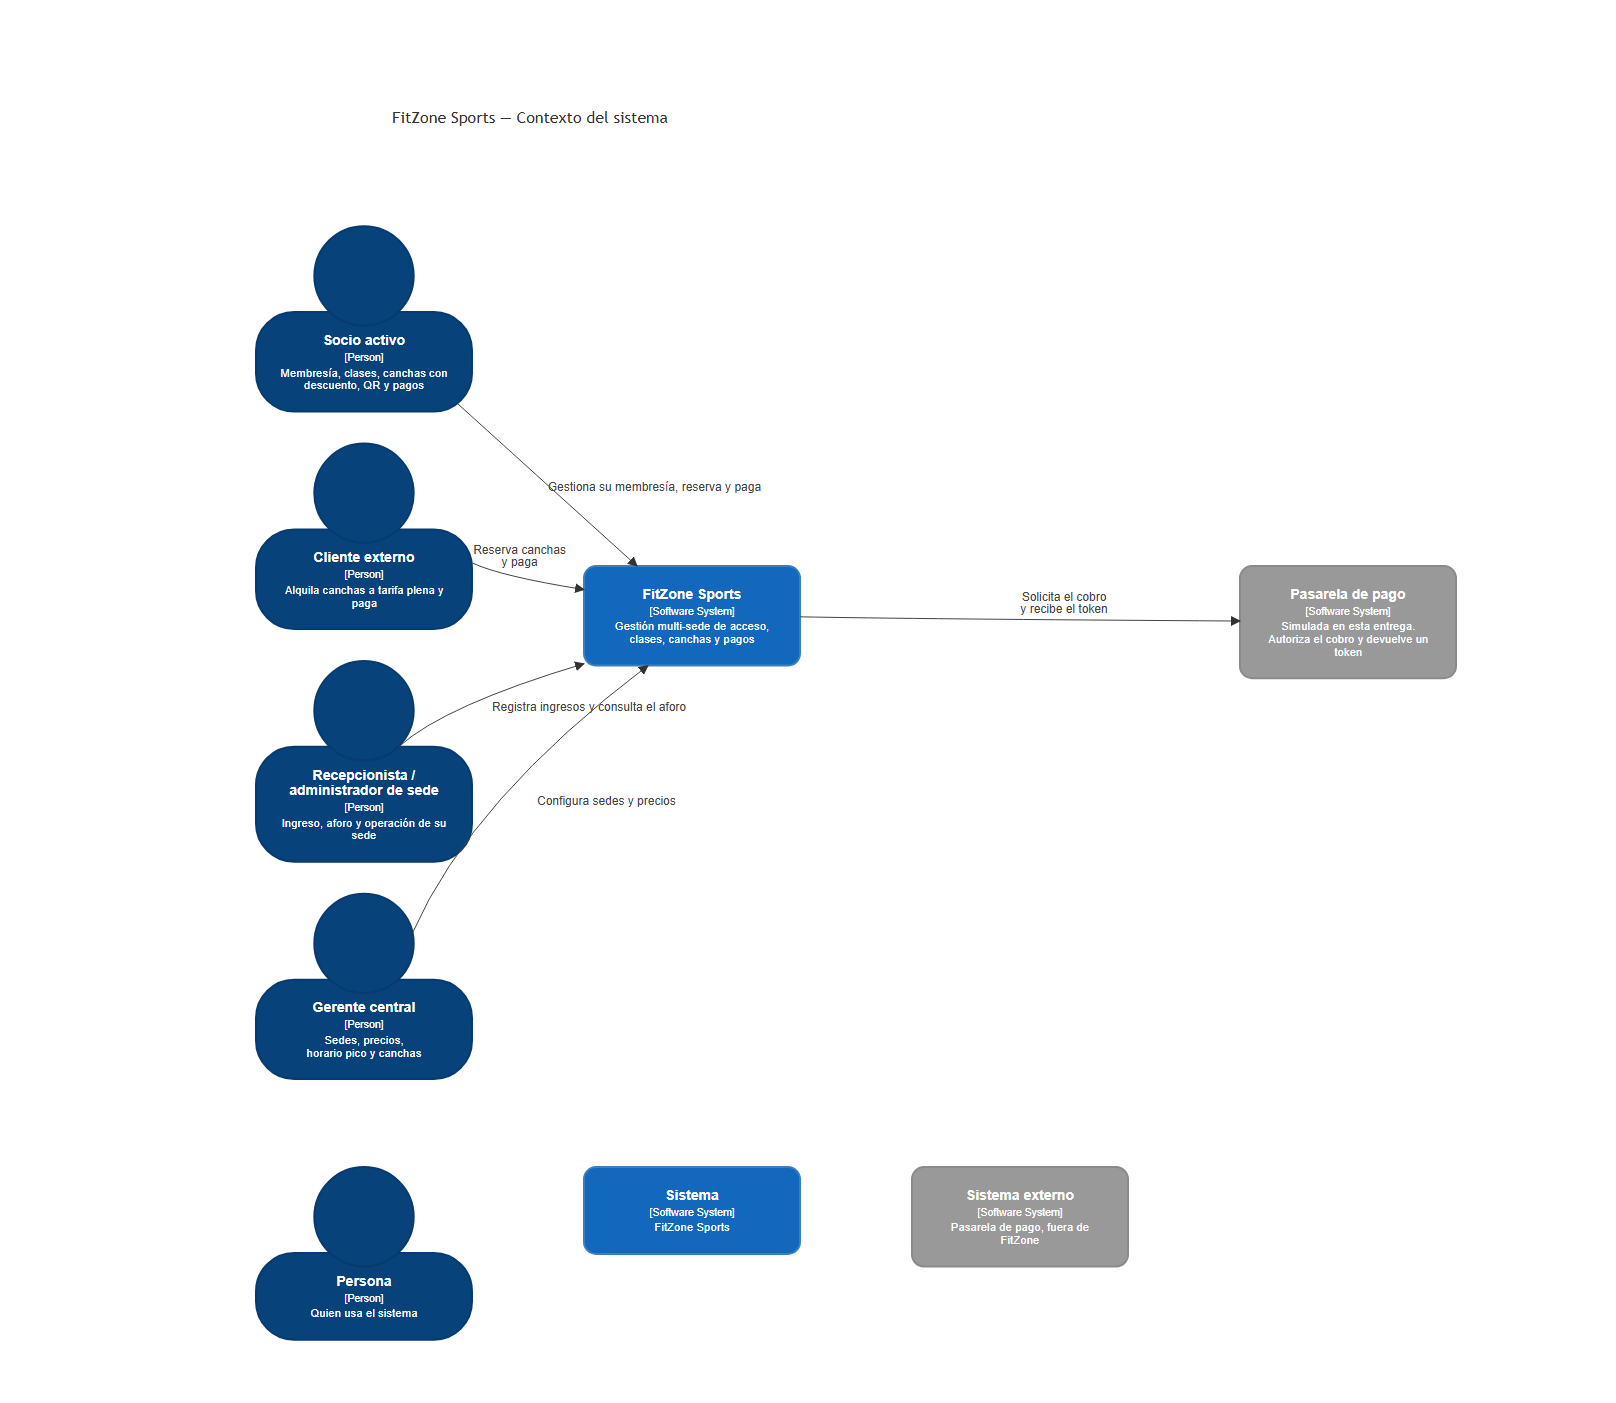 FitZone Sports — Contexto del sistema
Socio activo
[Person]
Membresía, clases, canchas con
descuento, QR y pagos
Gestiona su membresía, reserva y paga
Cliente externo
[Person]
Alquila canchas a tarifa plena y
paga
Reserva canchas
y paga
FitZone Sports
[Software System]
Gestión multi-sede de acceso,
clases, canchas y pagos
Solicita el cobro
y recibe el token
Pasarela de pago
[Software System]
Simulada en esta entrega.
Autoriza el cobro y devuelve un
token
Registra ingresos y consulta el aforo
Recepcionista /
administrador de sede
[Person]
Ingreso, aforo y operación de su
sede
Configura sedes y precios
Gerente central
[Person]
Sedes, precios,
horario pico y canchas
Persona
[Person]
Quien usa el sistema
Sistema
[Software System]
FitZone Sports
Sistema externo
[Software System]
Pasarela de pago, fuera de
FitZone